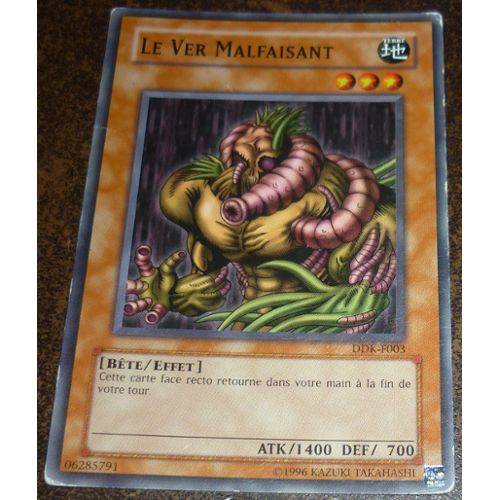 LE VER MALFAISANT
TERRE
地
DDK-F003
[BÊTE/EFFET]
Cette carte face recto retourne dans votre main à la fin de
votre tour.
ATK/1400 DEF/ 700
06285791
©1996 KAZUKI TAKAHASHI